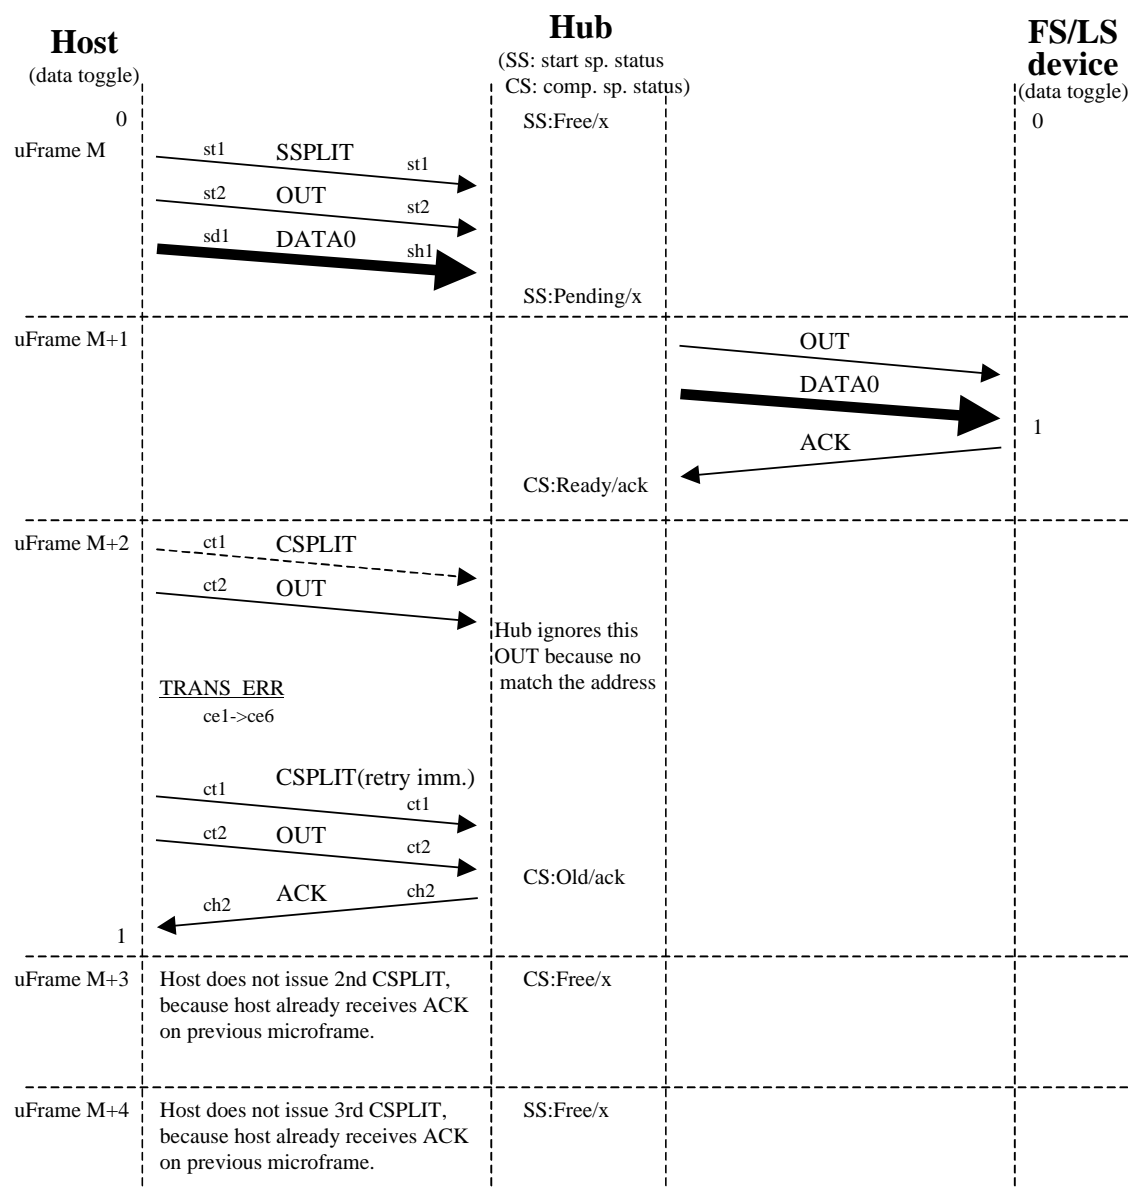 Host
(data toggle)
Hub
(SS: start sp. status
CS: comp. sp. status)
FS/LS
device
(data toggle)
0
SS:Free/x
0
uFrame M
st1
SSPLIT
st1
st2
OUT
st2
sd1
DATA0
sh1
SS:Pending/x
uFrame M+1
OUT
DATA0
1
ACK
CS:Ready/ack
uFrame M+2
ct1
CSPLIT
ct2
OUT
Hub ignores this
OUT because no
match the address
TRANS_ERR
ce1->ce6
CSPLIT(retry imm.)
ct1
ct1
ct2
OUT
ct2
CS:Old/ack
ACK
ch2
ch2
1
uFrame M+3
Host does not issue 2nd CSPLIT,
because host already receives ACK
on previous microframe.
CS:Free/x
uFrame M+4
Host does not issue 3rd CSPLIT,
because host already receives ACK
on previous microframe.
SS:Free/x